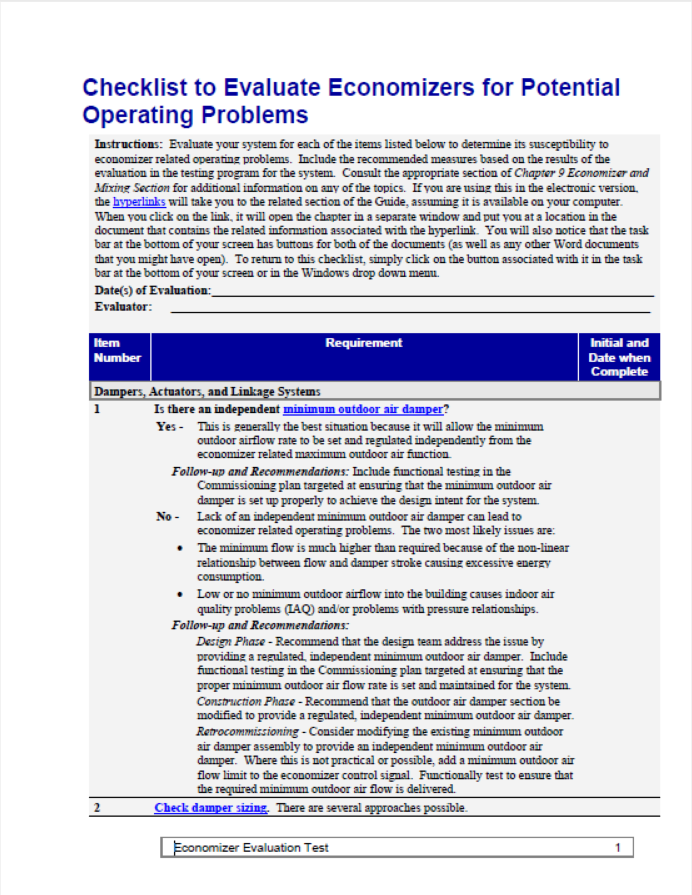 Checklist to Evaluate Economizers for Potential
Operating Problems
Instructions: Evaluate your system for each of the items listed below to determine its susceptibility to
economizer related operating problems. Include the recommended measures based on the results of the
evaluation in the testing program for the system. Consult the appropriate section of Chapter 9 Economizer and
Mixing Section for additional information on any of the topics. If you are using this in the electronic version,
the hyperlinks will take you to the related section of the Guide, assuming it is available on your computer.
When you click on the link, it will open the chapter in a separate window and put you at a location in the
document that contains the related information associated with the hyperlink. You will also notice that the task
bar at the bottom of your screen has buttons for both of the documents (as well as any other Word documents
that you might have open). To return to this checklist, simply click on the button associated with it in the task
bar at the bottom of your screen or in the Windows drop down menu.
Date(s) of Evaluation:
Evaluator:
Item Number Requirement Initial and Date when Complete
Dampers, Actuators, and Linkage Systems
1 Is there an independent minimum outdoor air damper?
Yes - This is generally the best situation because it will allow the minimum
outdoor airflow rate to be set and regulated independently from the
economizer related maximum outdoor air function.
Follow-up and Recommendations: Include functional testing in the
Commissioning plan targeted at ensuring that the minimum outdoor air
damper is set up properly to achieve the design intent for the system.
No - Lack of an independent minimum outdoor air damper can lead to
economizer related operating problems. The two most likely issues are:
• The minimum flow is much higher than required because of the non-linear
relationship between flow and damper stroke causing excessive energy
consumption.
• Low or no minimum outdoor airflow into the building causes indoor air
quality problems (IAQ) and/or problems with pressure relationships.
Follow-up and Recommendations:
Design Phase - Recommend that the design team address the issue by
providing a regulated, independent minimum outdoor air damper. Include
functional testing in the Commissioning plan targeted at ensuring that the
proper minimum outdoor air flow rate is set and maintained for the system.
Construction Phase - Recommend that the outdoor air damper section be
modified to provide a regulated, independent minimum outdoor air damper.
Retrocommissioning - Consider modifying the existing minimum outdoor
air damper assembly to provide an independent minimum outdoor air
damper. Where this is not practical or possible, add a minimum outdoor air
flow limit to the economizer control signal. Functionally test to ensure that
the required minimum outdoor air flow is delivered.
2 Check damper sizing. There are several approaches possible.
Economizer Evaluation Test 1